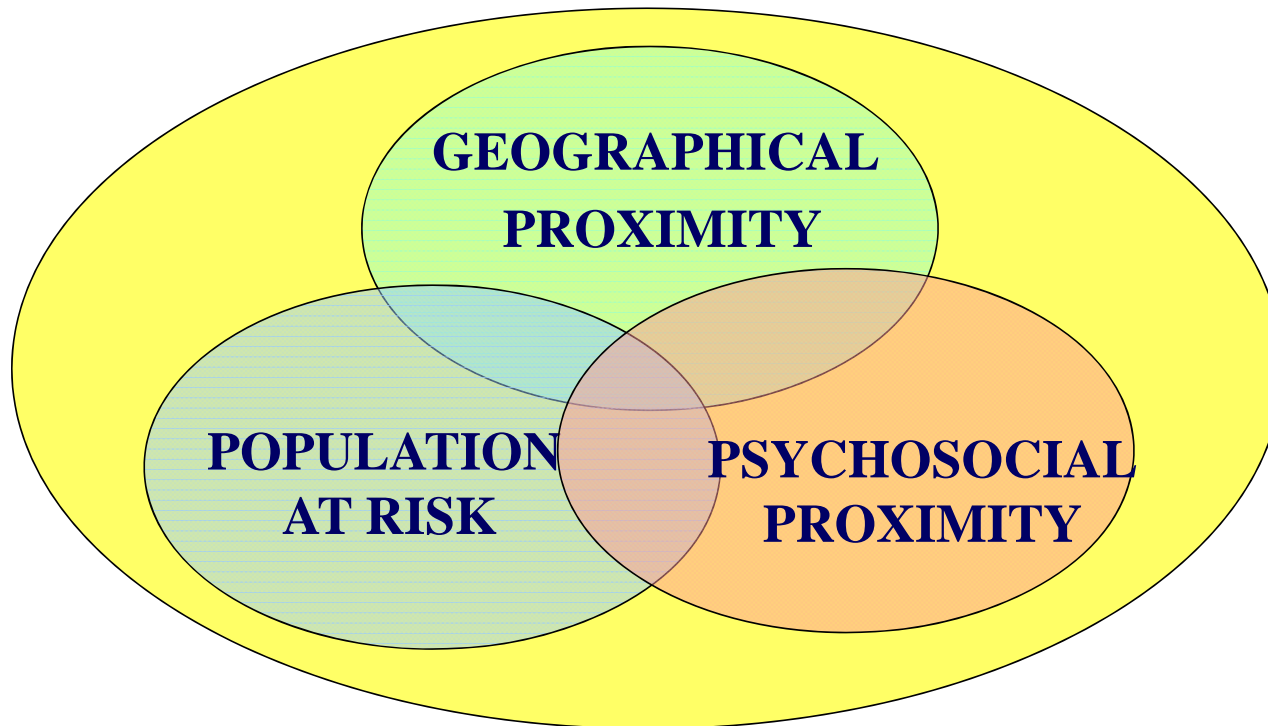 GEOGRAPHICAL
PROXIMITY
POPULATION
AT RISK
PSYCHOSOCIAL
PROXIMITY